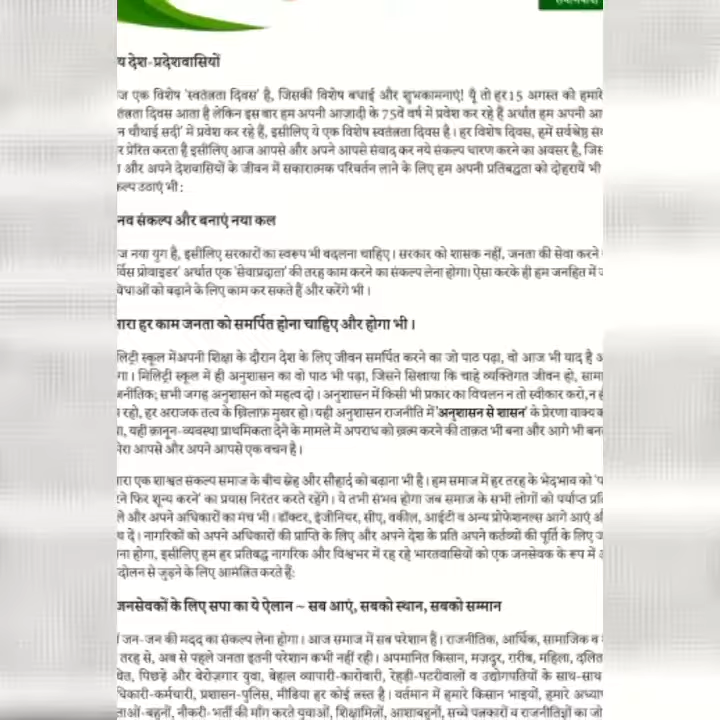 य देश-प्रदेशवासियों
ज एक विशेष 'स्वतंत्रता दिवस' है, जिसकी विशेष बधाई और शुभकामनाएं! यूँ तो हर 15 अगस्त को हमारे
तंत्रता दिवस आता है लेकिन इस बार हम अपनी आज़ादी के 75वें वर्ष में प्रवेश कर रहे हैं अर्थात हम अपनी आ
न चौथाई सदी' में प्रवेश कर रहे हैं, इसीलिए ये एक विशेष स्वतंत्रता दिवस है। हर विशेष दिवस, हमें सर्वश्रेष्ठ सं
र प्रेरित करता है इसीलिए आज आपसे और अपने आपसे संवाद कर नये संकल्प धारण करने का अवसर है, जिस
और अपने देशवासियों के जीवन में सकारात्मक परिवर्तन लाने के लिए हम अपनी प्रतिबद्धता को दोहरायें भी
कल्प उठाएं भी:
नव संकल्प और बनाएं नया कल
ज नया युग है, इसीलिए सरकारों का स्वरूप भी बदलना चाहिए। सरकार को शासक नहीं, जनता की सेवा करने
र्विस प्रोवाइडर' अर्थात एक 'सेवाप्रदाता' की तरह काम करने का संकल्प लेना होगा। ऐसा करके ही हम जनहित में
विधाओं को बढ़ाने के लिए काम कर सकते हैं और करेंगे भी।
मारा हर काम जनता को समर्पित होना चाहिए और होगा भी।
लिट्री स्कूल में अपनी शिक्षा के दौरान देश के लिए जीवन समर्पित करने का जो पाठ पढ़ा, वो आज भी याद है
गा। मिलिट्री स्कूल में ही अनुशासन का वो पाठ भी पढ़ा, जिसने सिखाया कि चाहे व्यक्तिगत जीवन हो, सामा
जनीतिक; सभी जगह अनुशासन को महत्व दो। अनुशासन में किसी भी प्रकार का विचलन न तो स्वीकार करो, न
रहो, हर अराजक तत्व के ख़िलाफ़ मुखर हो। यही अनुशासन राजनीति में 'अनुशासन से शासन' के प्रेरणा वाक्य क
यही क़ानून-व्यवस्था प्राथमिकता देने के मामले में अपराध को ख़त्म करने की ताक़त भी बना और आगे भी बन
मेरा आपसे और अपने आपसे एक वचन है।
मारा एक शाश्वत संकल्प समाज के बीच स्नेह और सौहार्द को बढ़ाना भी है। हम समाज में हर तरह के भेदभाव को
रने फिर शून्य करने' का प्रयास निरंतर करते रहेंगे। ये तभी संभव होगा जब समाज के सभी लोगों को पर्याप्त प्रति
ले और अपने अधिकारों का मंच भी। डॉक्टर, इंजीनियर, सीए, वकील, आईटी व अन्य प्रोफेशनल्स आगे आएं
थ दें। नागरिकों को अपने अधिकारों की प्राप्ति के लिए और अपने देश के प्रति अपने कर्तव्यों की पूर्ति के लिए
ना होगा, इसीलिए हम हर प्रतिबद्ध नागरिक और विश्वभर में रह रहे भारतवासियों को एक जनसेवक के रूप में
दोलन से जुड़ने के लिए आमंत्रित करते हैं:
जनसेवकों के लिए सपा का ये ऐलान ~ सब आएं, सबको स्थान, सबको सम्मान
जन-जन की मदद का संकल्प लेना होगा। आज समाज में सब परेशान हैं। राजनीतिक, आर्थिक, सामाजिक व
तरह से, अब से पहले जनता इतनी परेशान कभी नहीं रही। अपमानित किसान, मज़दूर, ग़रीब, महिला, दलित
चित, पिछड़े और बेरोज़गार युवा, बेहाल व्यापारी-कारोबारी, रेहड़ी-पटरीवालों व उद्योगपतियों के साथ-साथ
धिकारी-कर्मचारी, प्रशासन-पुलिस, मीडिया हर कोई त्रस्त है। वर्तमान में हमारे किसान भाइयों, हमारे अध्या
ताओं-बहनों, नौकरी-भर्ती की माँग करते युवाओं, शिक्षामित्रों, आशाबहनों, सच्चे पत्रकारों व राजनीतिज्ञों का जो